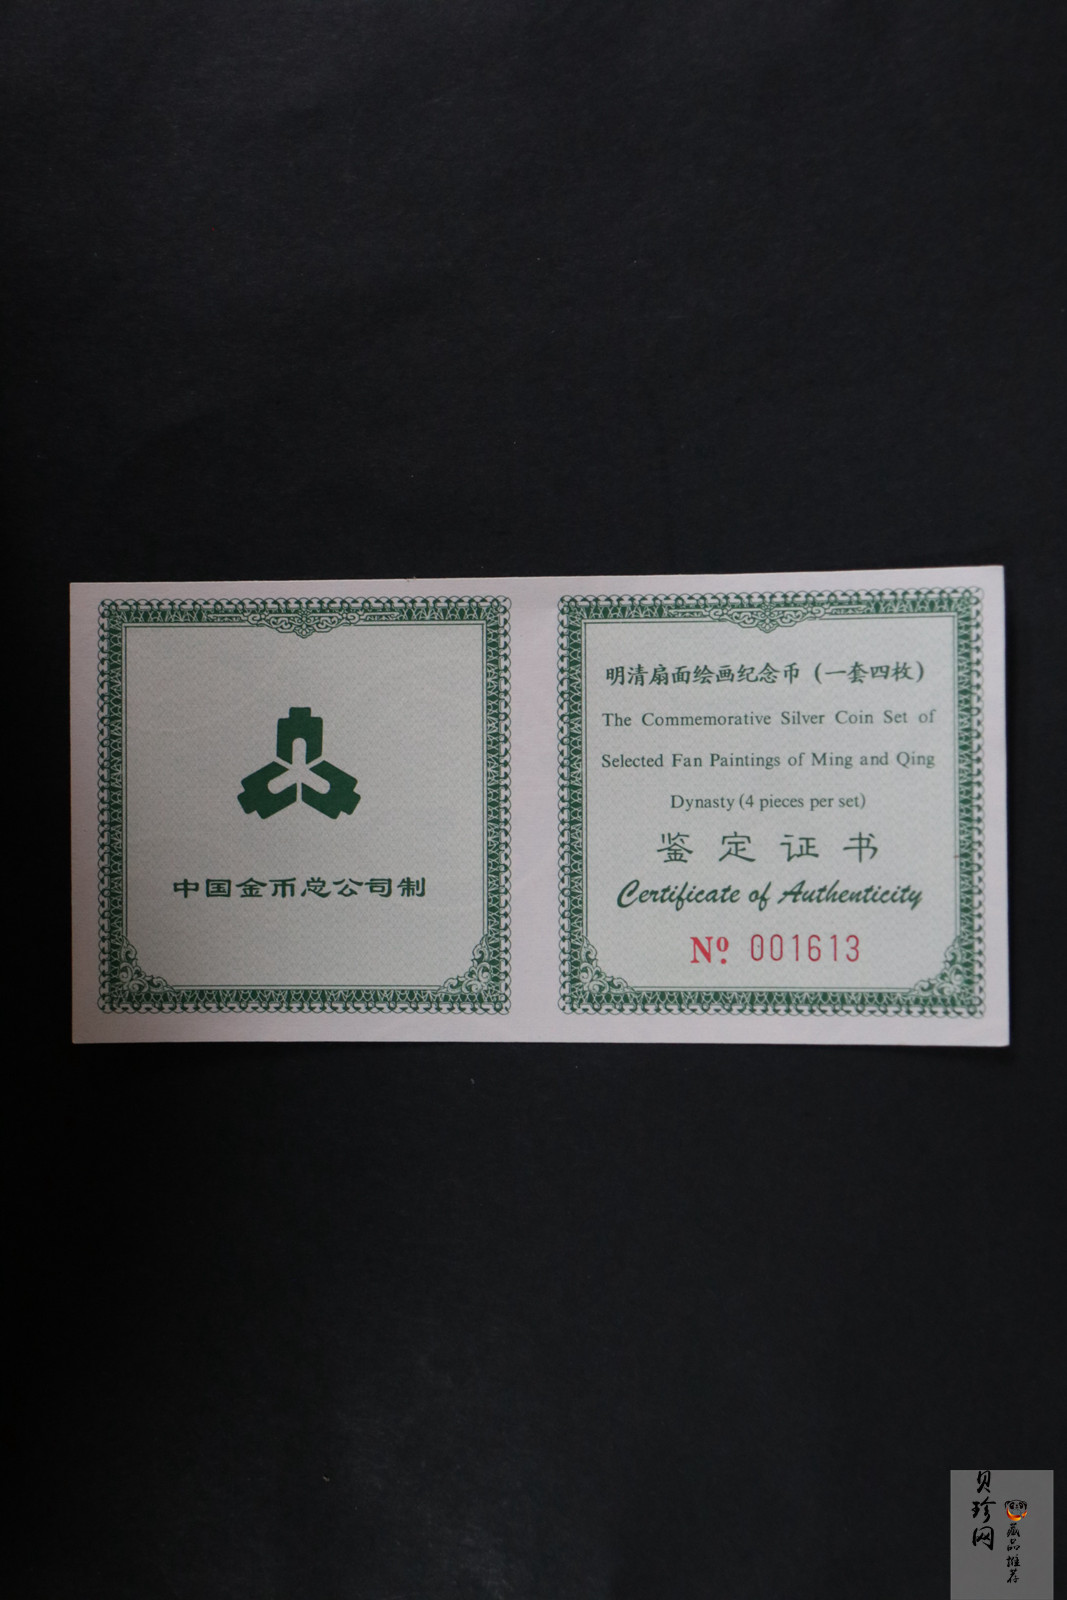 中国金币总公司制
明清扇面绘画纪念币（一套四枚）
The Commemorative Silver Coin Set of
Selected Fan Paintings of Ming and Qing
Dynasty (4 pieces per set)
鉴定证书
Certificate of Authenticity
Nº. 001613
贝珍网
藏品推荐